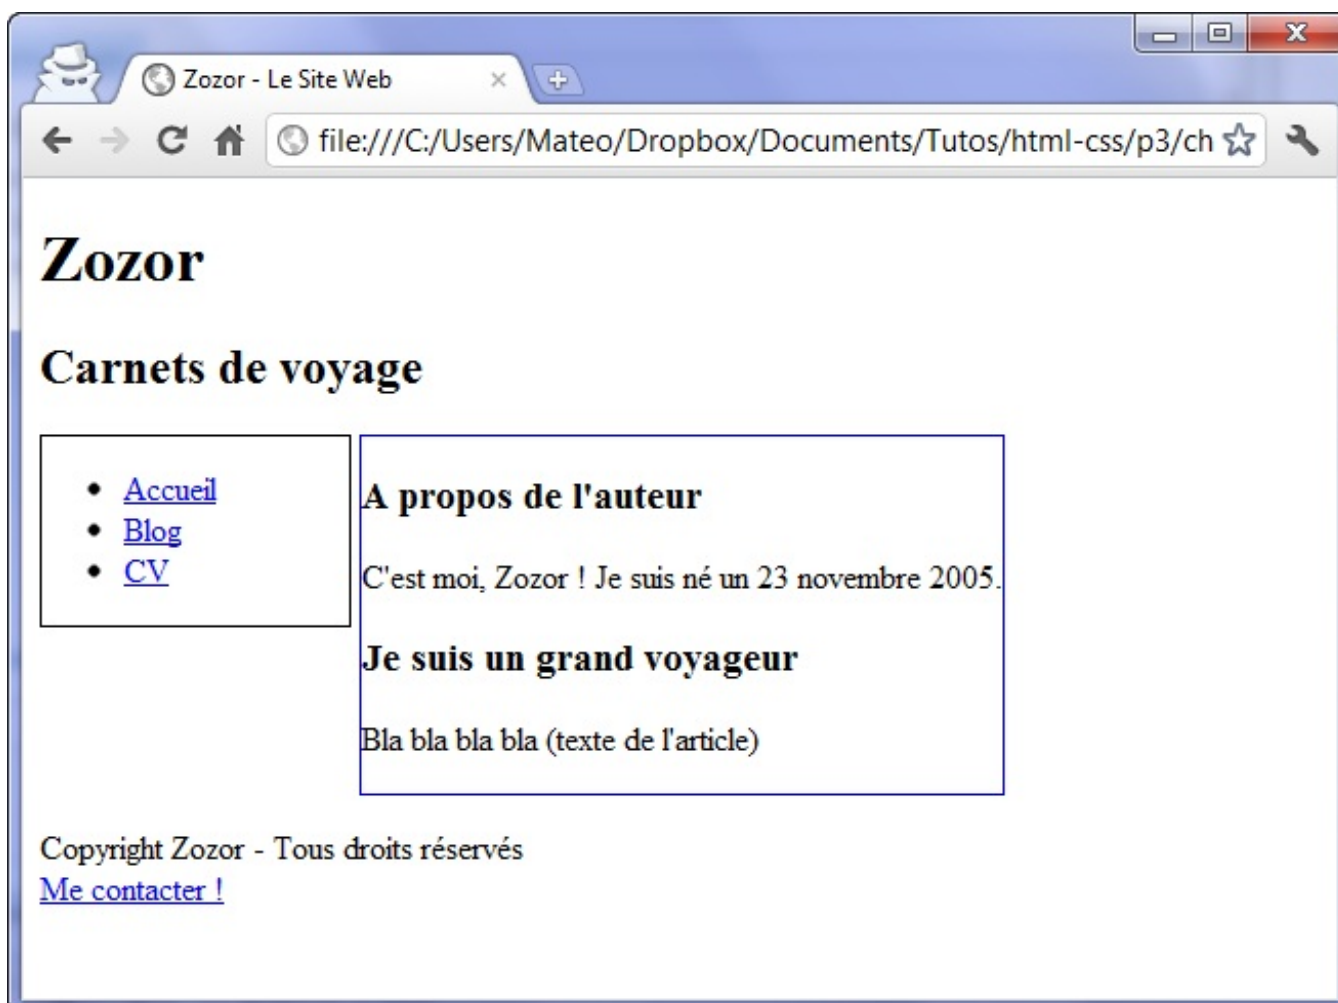 Zozor - Le Site Web
file:///C:/Users/Mateo/Dropbox/Documents/Tutos/html-css/p3/ch
Zozor
Carnets de voyage
Accueil
Blog
CV
A propos de l'auteur
C'est moi, Zozor ! Je suis né un 23 novembre 2005.
Je suis un grand voyageur
Bla bla bla bla (texte de l'article)
Copyright Zozor - Tous droits réservés
Me contacter !